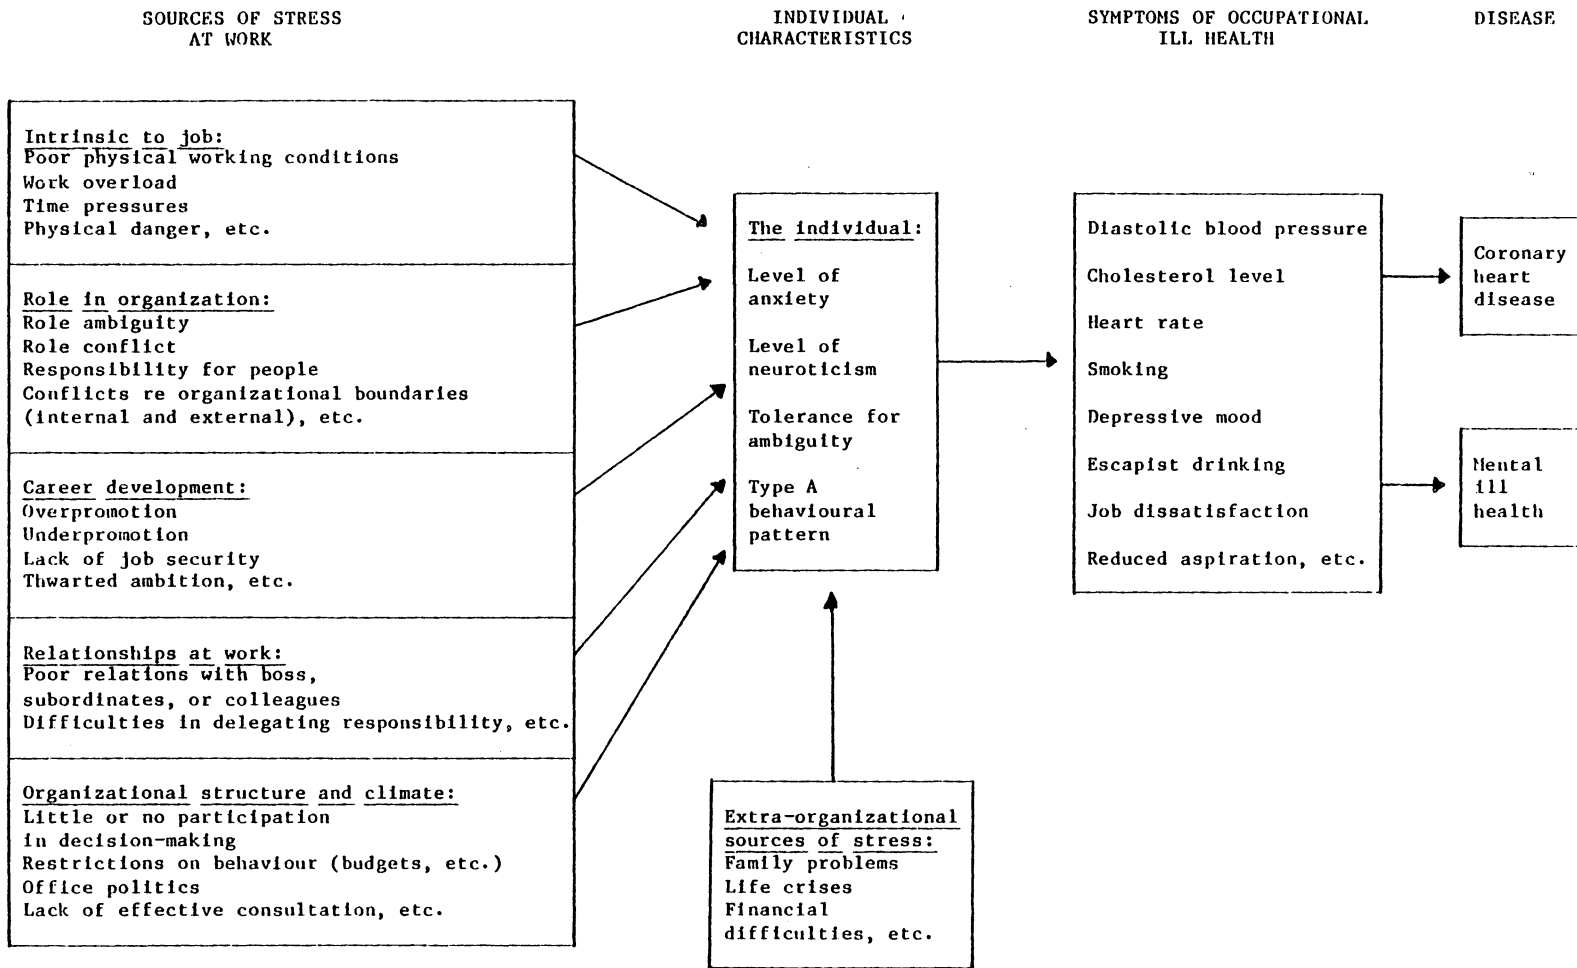 SOURCES OF STRESS
AT WORK
INDIVIDUAL
CHARACTERISTICS
SYMPTOMS OF OCCUPATIONAL
ILL HEALTH
DISEASE
Intrinsic to job:
Poor physical working conditions
Work overload
Time pressures
Physical danger, etc.
Role in organization:
Role ambiguity
Role conflict
Responsibility for people
Conflicts re organizational boundaries
(internal and external), etc.
Career development:
Overpromotion
Underpromotion
Lack of job security
Thwarted ambition, etc.
Relationships at work:
Poor relations with boss,
subordinates, or colleagues
Difficulties in delegating responsibility, etc.
Organizational structure and climate:
Little or no participation
in decision-making
Restrictions on behaviour (budgets, etc.)
Office politics
Lack of effective consultation, etc.
The individual:
Level of
anxiety
Level of
neuroticism
Tolerance for
ambiguity
Type A
behavioural
pattern
Extra-organizational
sources of stress:
Family problems
Life crises
Financial
difficulties, etc.
Diastolic blood pressure
Cholesterol level
Heart rate
Smoking
Depressive mood
Escapist drinking
Job dissatisfaction
Reduced aspiration, etc.
Coronary
heart
disease
Mental
ill
health